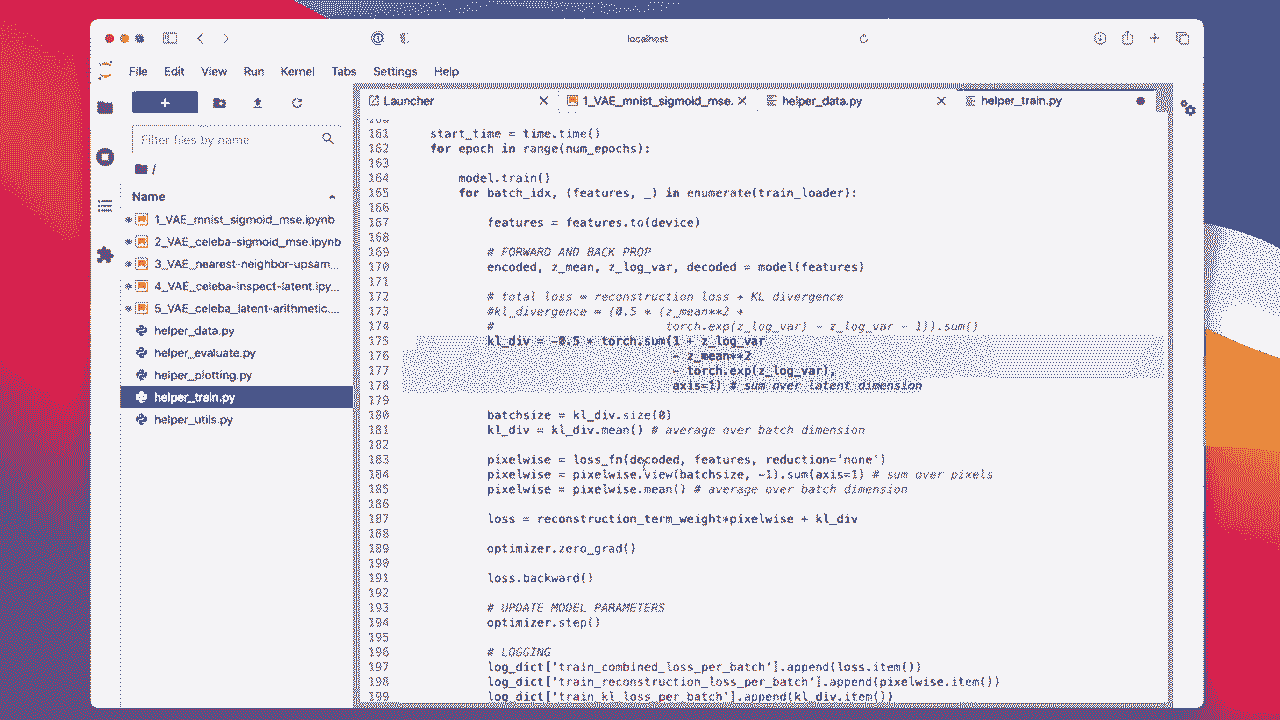 localhost
File Edit View Run Kernel Tabs Settings Help
+
Filter files by name
/
Name
1_VAE_mnist_sigmoid_mse.ipynb
2_VAE_celeba-sigmoid_mse.ipynb
3_VAE_nearest-neighbor-upsam...
4_VAE_celeba-inspect-latent.ipy...
5_VAE_celeba_latent-arithmetic....
helper_data.py
helper_evaluate.py
helper_plotting.py
helper_train.py
helper_utils.py
Launcher
1_VAE_mnist_sigmoid_mse.
helper_data.py
helper_train.py
161 start_time = time.time()
162 for epoch in range(num_epochs):
163
164 model.train()
165 for batch_idx, (features, _) in enumerate(train_loader):
166
167 features = features.to(device)
168
169 # FORWARD AND BACK PROP
170 encoded, z_mean, z_log_var, decoded = model(features)
171
172 # total loss = reconstruction loss + KL divergence
173 #kl_divergence = (0.5 * (z_mean**2 +
174 # torch.exp(z_log_var) - z_log_var - 1)).sum()
175 kl_div = -0.5 * torch.sum(1 + z_log_var
176 - z_mean**2
177 - torch.exp(z_log_var),
178 axis=1) # sum over latent dimension
179
180 batchsize = kl_div.size(0)
181 kl_div = kl_div.mean() # average over batch dimension
182
183 pixelwise = loss_fn(decoded, features, reduction='none')
184 pixelwise = pixelwise.view(batchsize, -1).sum(axis=1) # sum over pixels
185 pixelwise = pixelwise.mean() # average over batch dimension
186
187 loss = reconstruction_term_weight*pixelwise + kl_div
188
189 optimizer.zero_grad()
190
191 loss.backward()
192
193 # UPDATE MODEL PARAMETERS
194 optimizer.step()
195
196 # LOGGING
197 log_dict['train_combined_loss_per_batch'].append(loss.item())
198 log_dict['train_reconstruction_loss_per_batch'].append(pixelwise.item())
199 log_dict['train_kl_loss_per_batch'].append(kl_div.item())